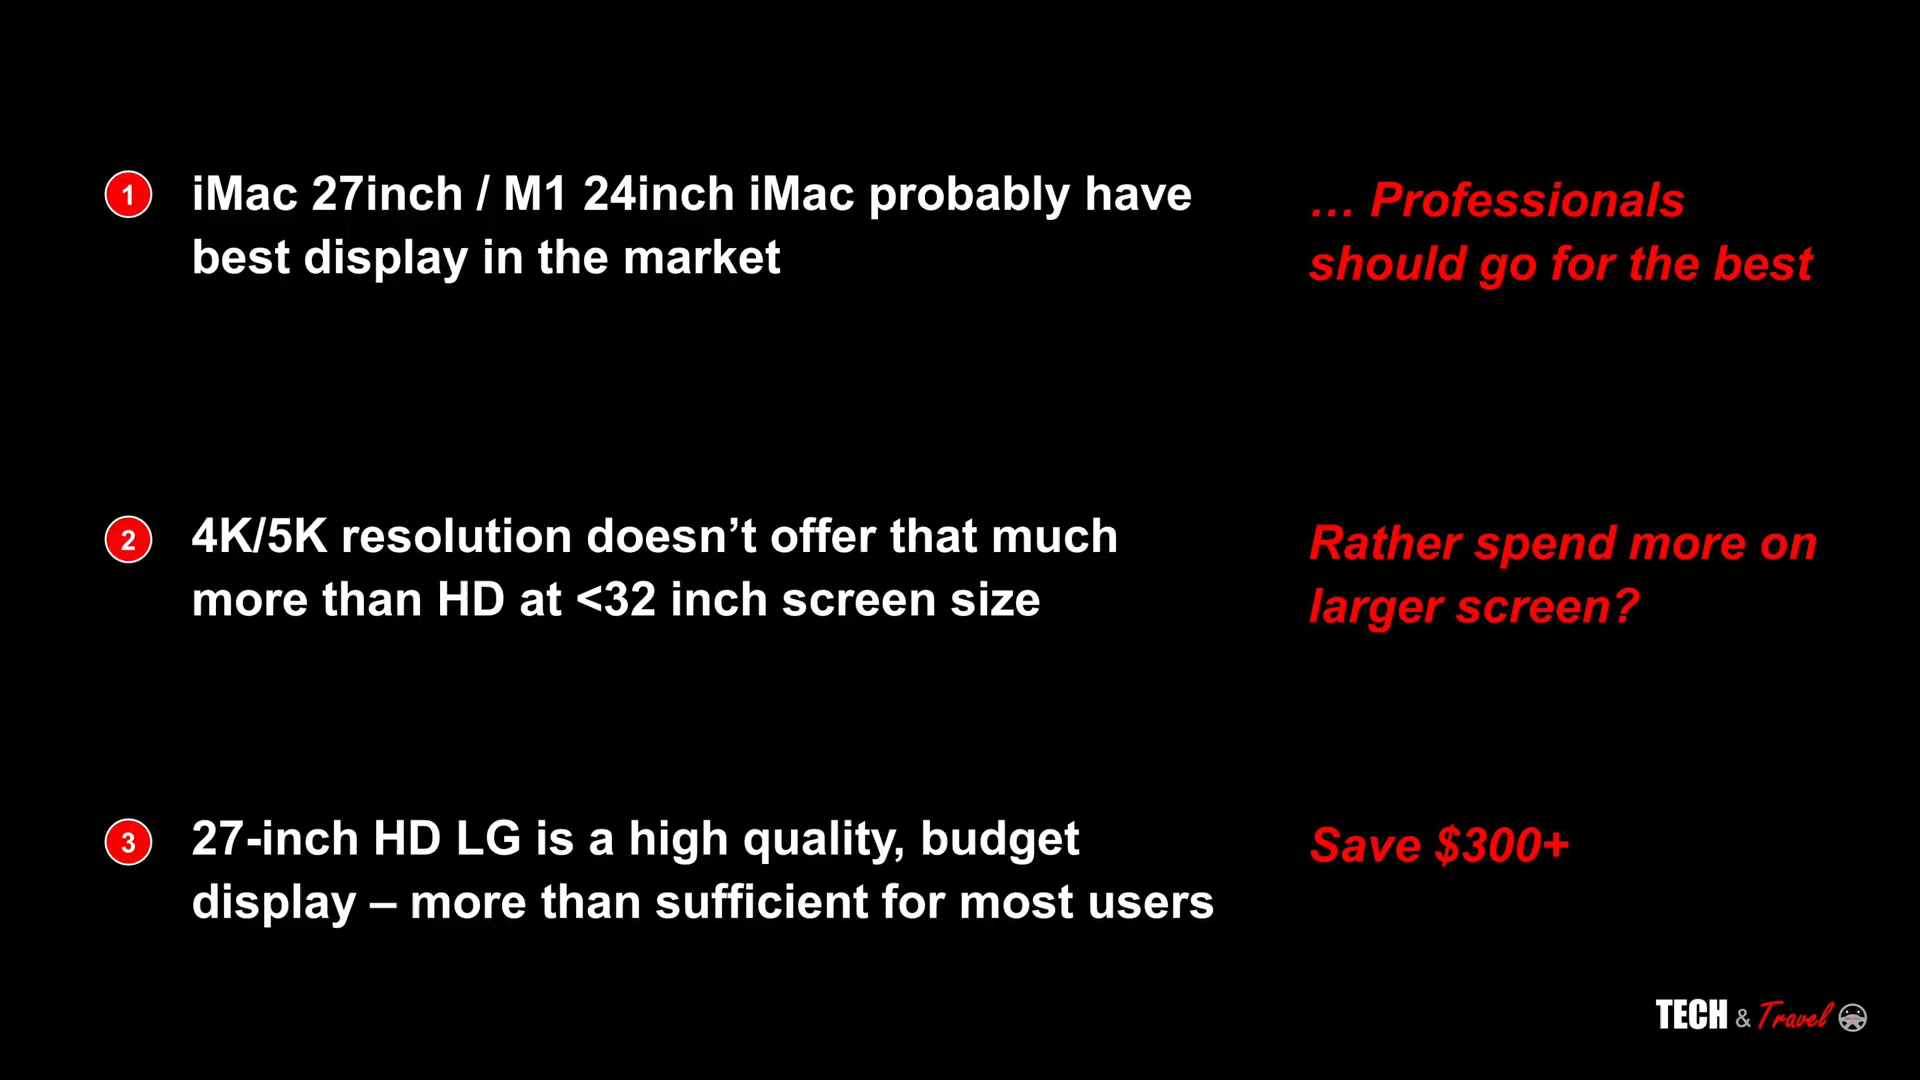 1
iMac 27inch / M1 24inch iMac probably have
best display in the market
… Professionals
should go for the best
2
4K/5K resolution doesn’t offer that much
more than HD at <32 inch screen size
Rather spend more on
larger screen?
3
27-inch HD LG is a high quality, budget
display – more than sufficient for most users
Save $300+
TECH & Travel